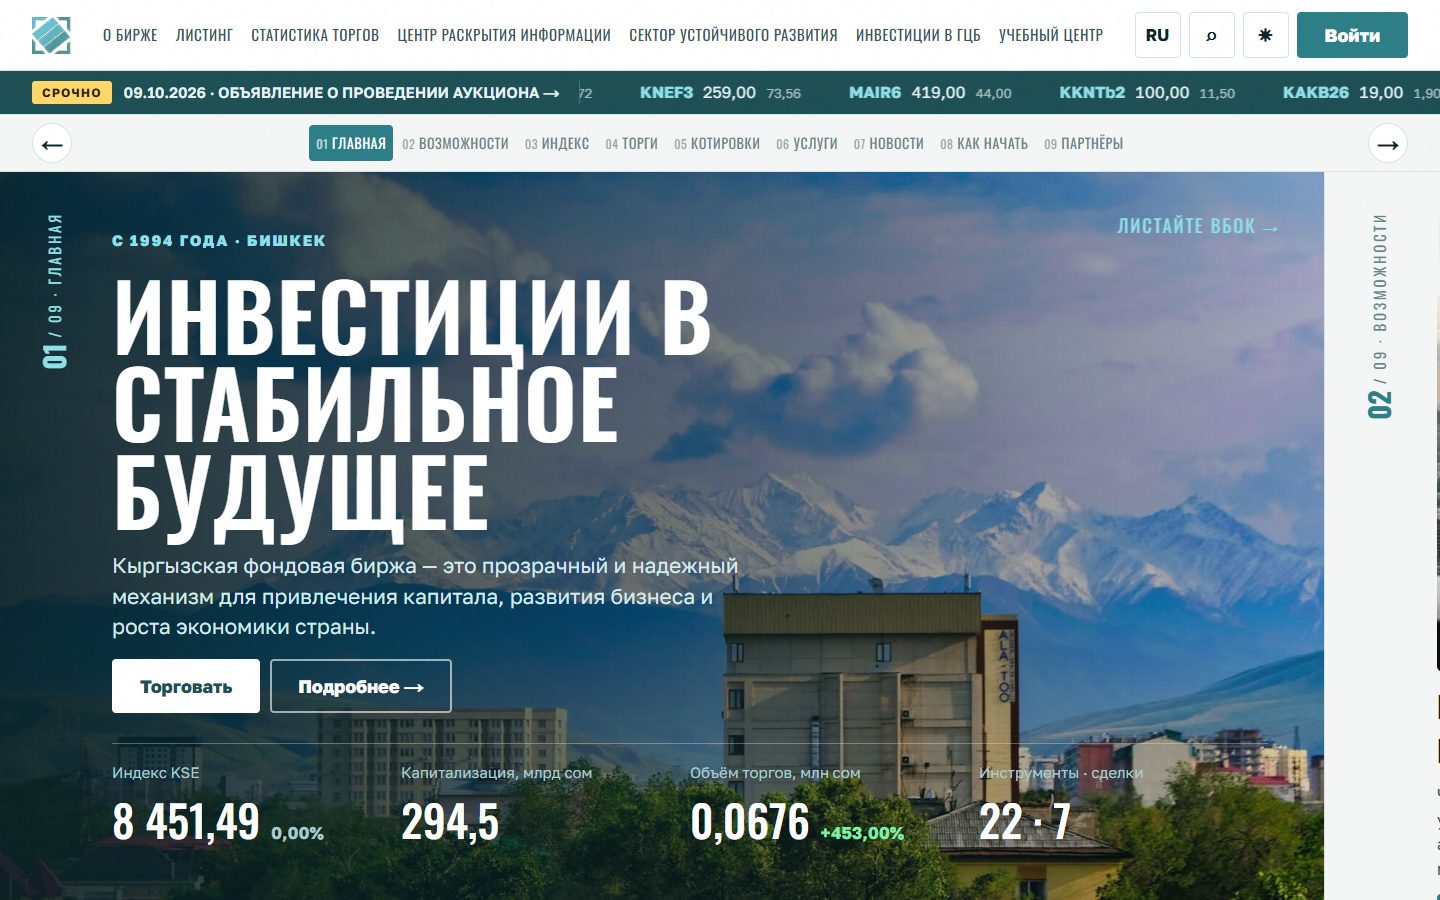 О БИРЖЕ ЛИСТИНГ СТАТИСТИКА ТОРГОВ ЦЕНТР РАСКРЫТИЯ ИНФОРМАЦИИ СЕКТОР УСТОЙЧИВОГО РАЗВИТИЯ ИНВЕСТИЦИИ В ГЦБ УЧЕБНЫЙ ЦЕНТР RU Войти
СРОЧНО 09.10.2026 · ОБЪЯВЛЕНИЕ О ПРОВЕДЕНИИ АУКЦИОНА → 72 KNEF3 259,00 73,56 MAIR6 419,00 44,00 KKNTb2 100,00 11,50 KAKB26 19,00 1,90
← 01 ГЛАВНАЯ 02 ВОЗМОЖНОСТИ 03 ИНДЕКС 04 ТОРГИ 05 КОТИРОВКИ 06 УСЛУГИ 07 НОВОСТИ 08 КАК НАЧАТЬ 09 ПАРТНЁРЫ →
01 / 09 · ГЛАВНАЯ
ЛИСТАЙТЕ ВБОК →
С 1994 ГОДА · БИШКЕК
ИНВЕСТИЦИИ В
СТАБИЛЬНОЕ
БУДУЩЕЕ
Кыргызская фондовая биржа — это прозрачный и надежный
механизм для привлечения капитала, развития бизнеса и
роста экономики страны.
Торговать Подробнее →
ALA-TOO
Индекс KSE Капитализация, млрд сом Объём торгов, млн сом Инструменты · сделки
8 451,49 0,00% 294,5 0,0676 +453,00% 22 · 7
02 / 09 · ВОЗМОЖНОСТИ